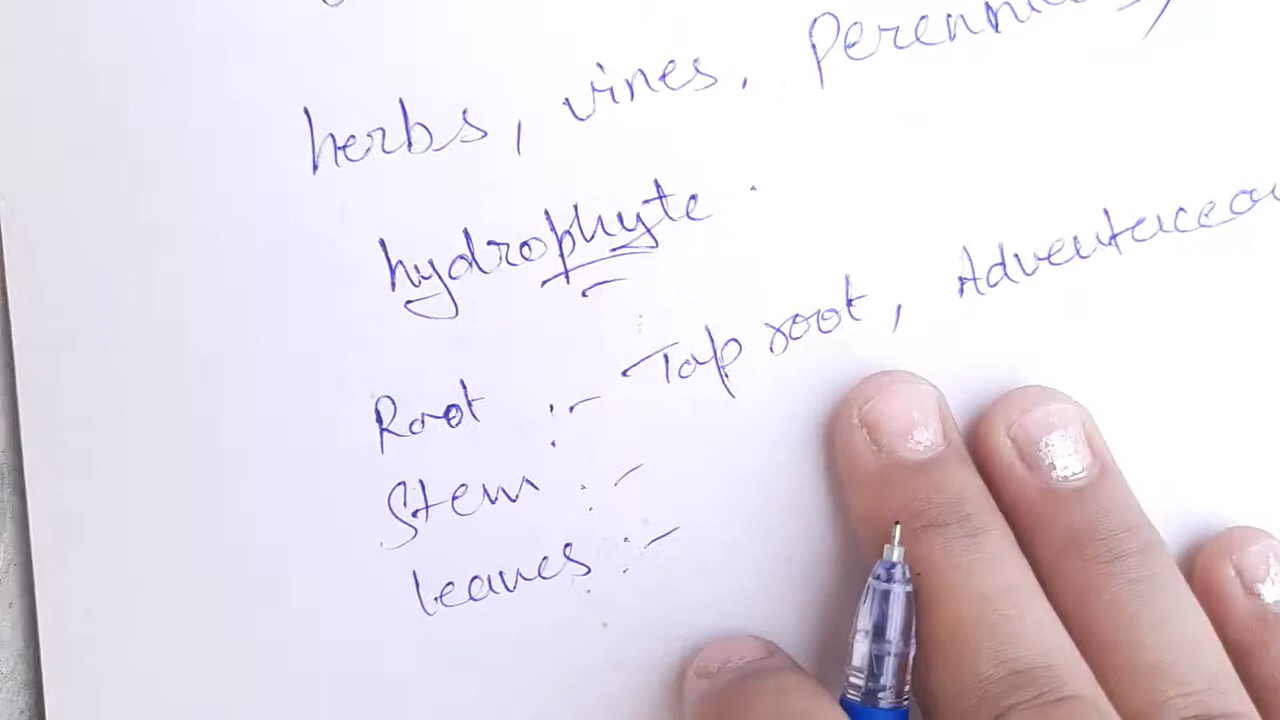 herbs, vines,
hydrophyte.
Root :- Tap root,
Stem :-
leaves :-